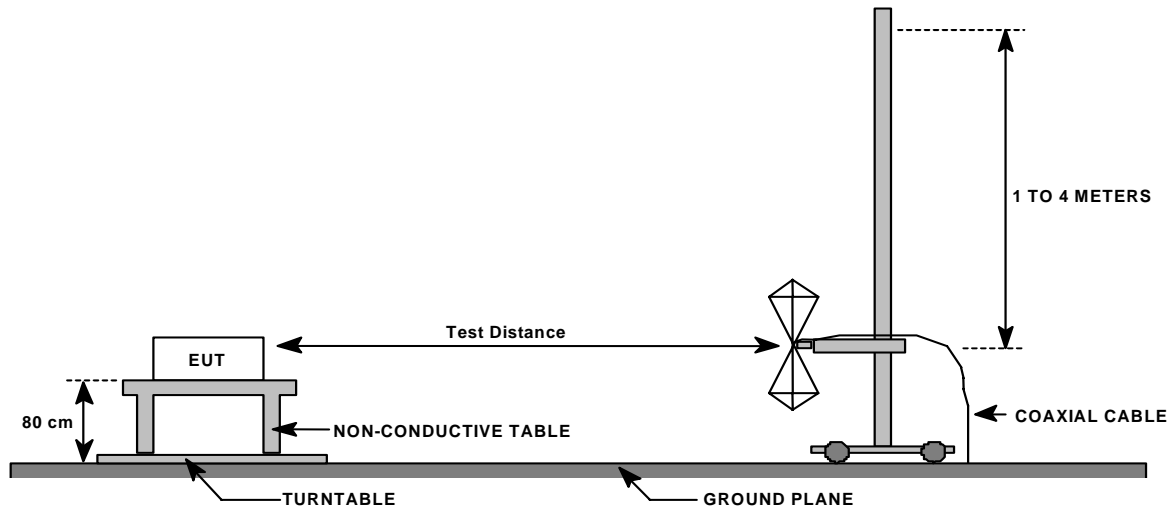 1 TO 4 METERS
Test Distance
EUT
80 cm
NON-CONDUCTIVE TABLE
COAXIAL CABLE
TURNTABLE
GROUND PLANE